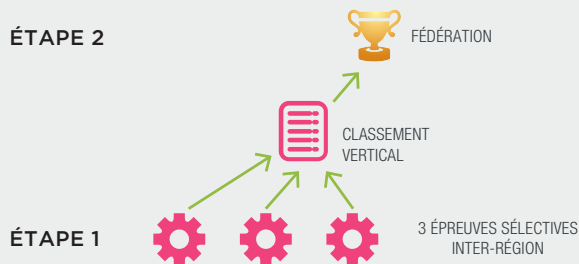 ÉTAPE 2
FÉDÉRATION
CLASSEMENT
VERTICAL
ÉTAPE 1
3 ÉPREUVES SÉLECTIVES
INTER-RÉGION